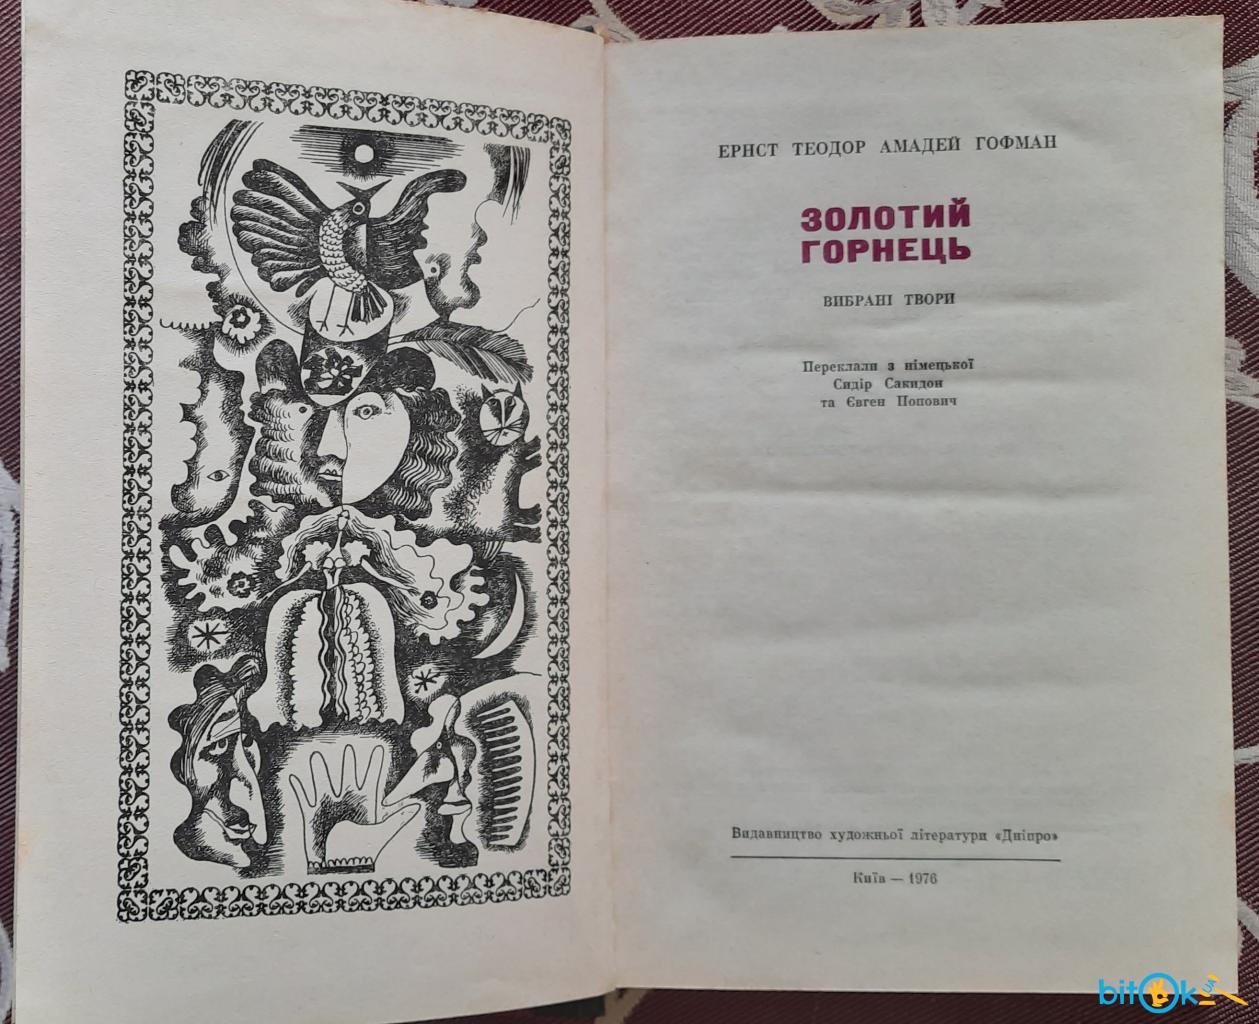 ЕРНСТ ТЕОДОР АМАДЕЙ ГОФМАН
ЗОЛОТИЙ
ГОРНЕЦЬ
ВИБРАНІ ТВОРИ
Переклали з німецької
Сидір Сакидон
та Євген Попович
Видавництво художньої літератури «Дніпро»
Київ — 1976
bitOk
UA